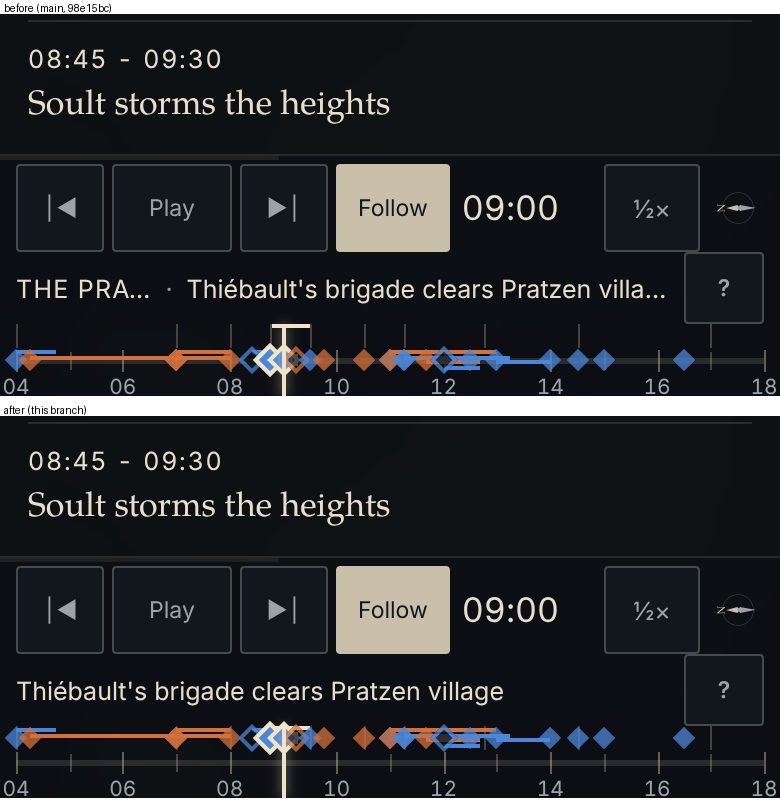 before (main, 98e15bc)
08:45 - 09:30
Soult storms the heights
Play Follow 09:00 ½× N
THE PRA... · Thiébault's brigade clears Pratzen villa... ?
04 06 08 10 12 14 16 18
after (this branch)
08:45 - 09:30
Soult storms the heights
Play Follow 09:00 ½× N
Thiébault's brigade clears Pratzen village ?
04 06 08 10 12 14 16 18